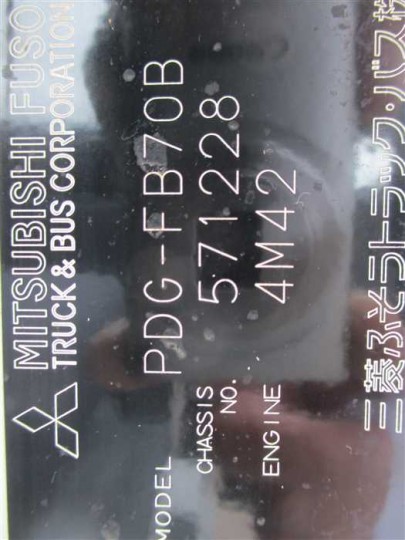 MITSUBISHI FUSO
TRUCK & BUS CORPORATION
MODEL PDG-FB70B
CHASSIS NO. 571228
ENGINE 4M42
三菱ふそうトラック・バス株